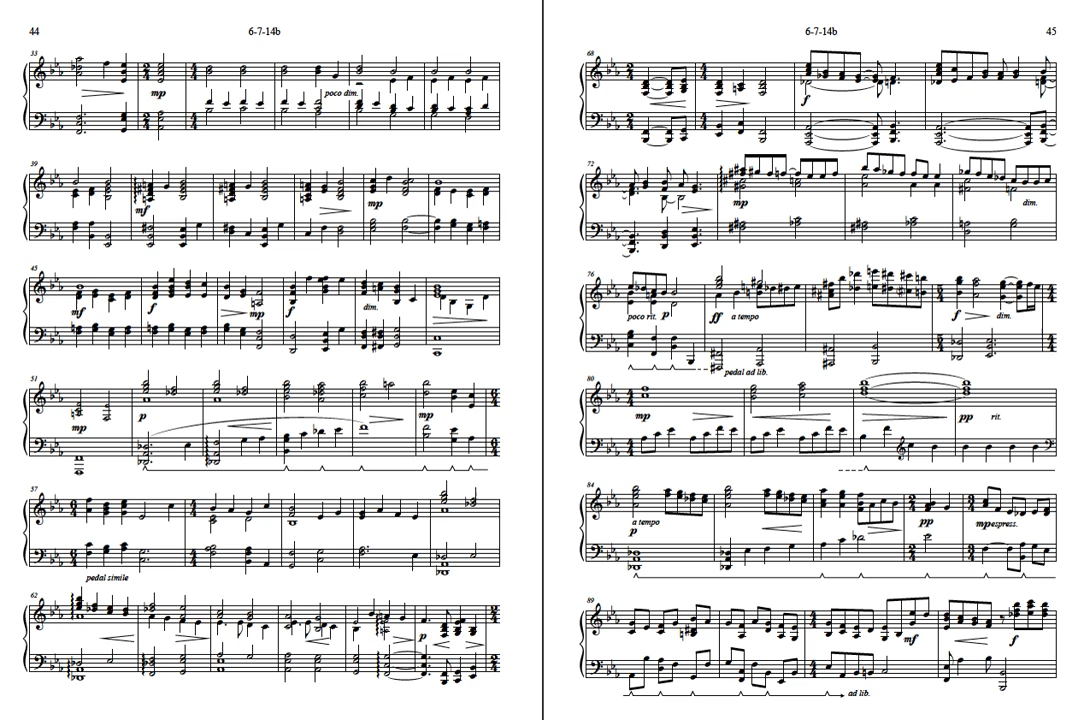 44
6-7-14b
33
mp
poco dim.
39
mf
mp
45
mf
f
mp
f
dim.
51
mp
p
mp
57
pedal simile
62
p
6-7-14b
45
68
f
72
mp
dim.
76
poco rit. p
ff a tempo
f
dim.
pedal ad lib.
80
mp
pp
rit.
84
a tempo
p
pp
mp espress.
89
mf
f
ad lib.